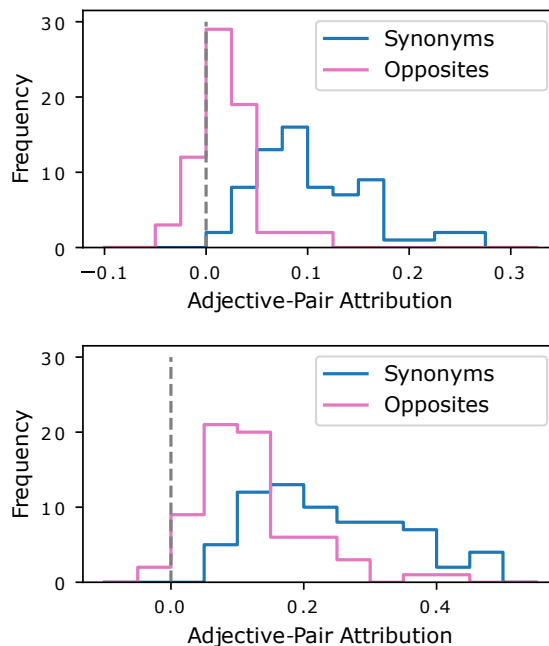 30
20
10
0
Frequency
Synonyms
Opposites
−0.1 0.0 0.1 0.2 0.3
Adjective-Pair Attribution
30
20
10
0
Frequency
Synonyms
Opposites
0.0 0.2 0.4
Adjective-Pair Attribution